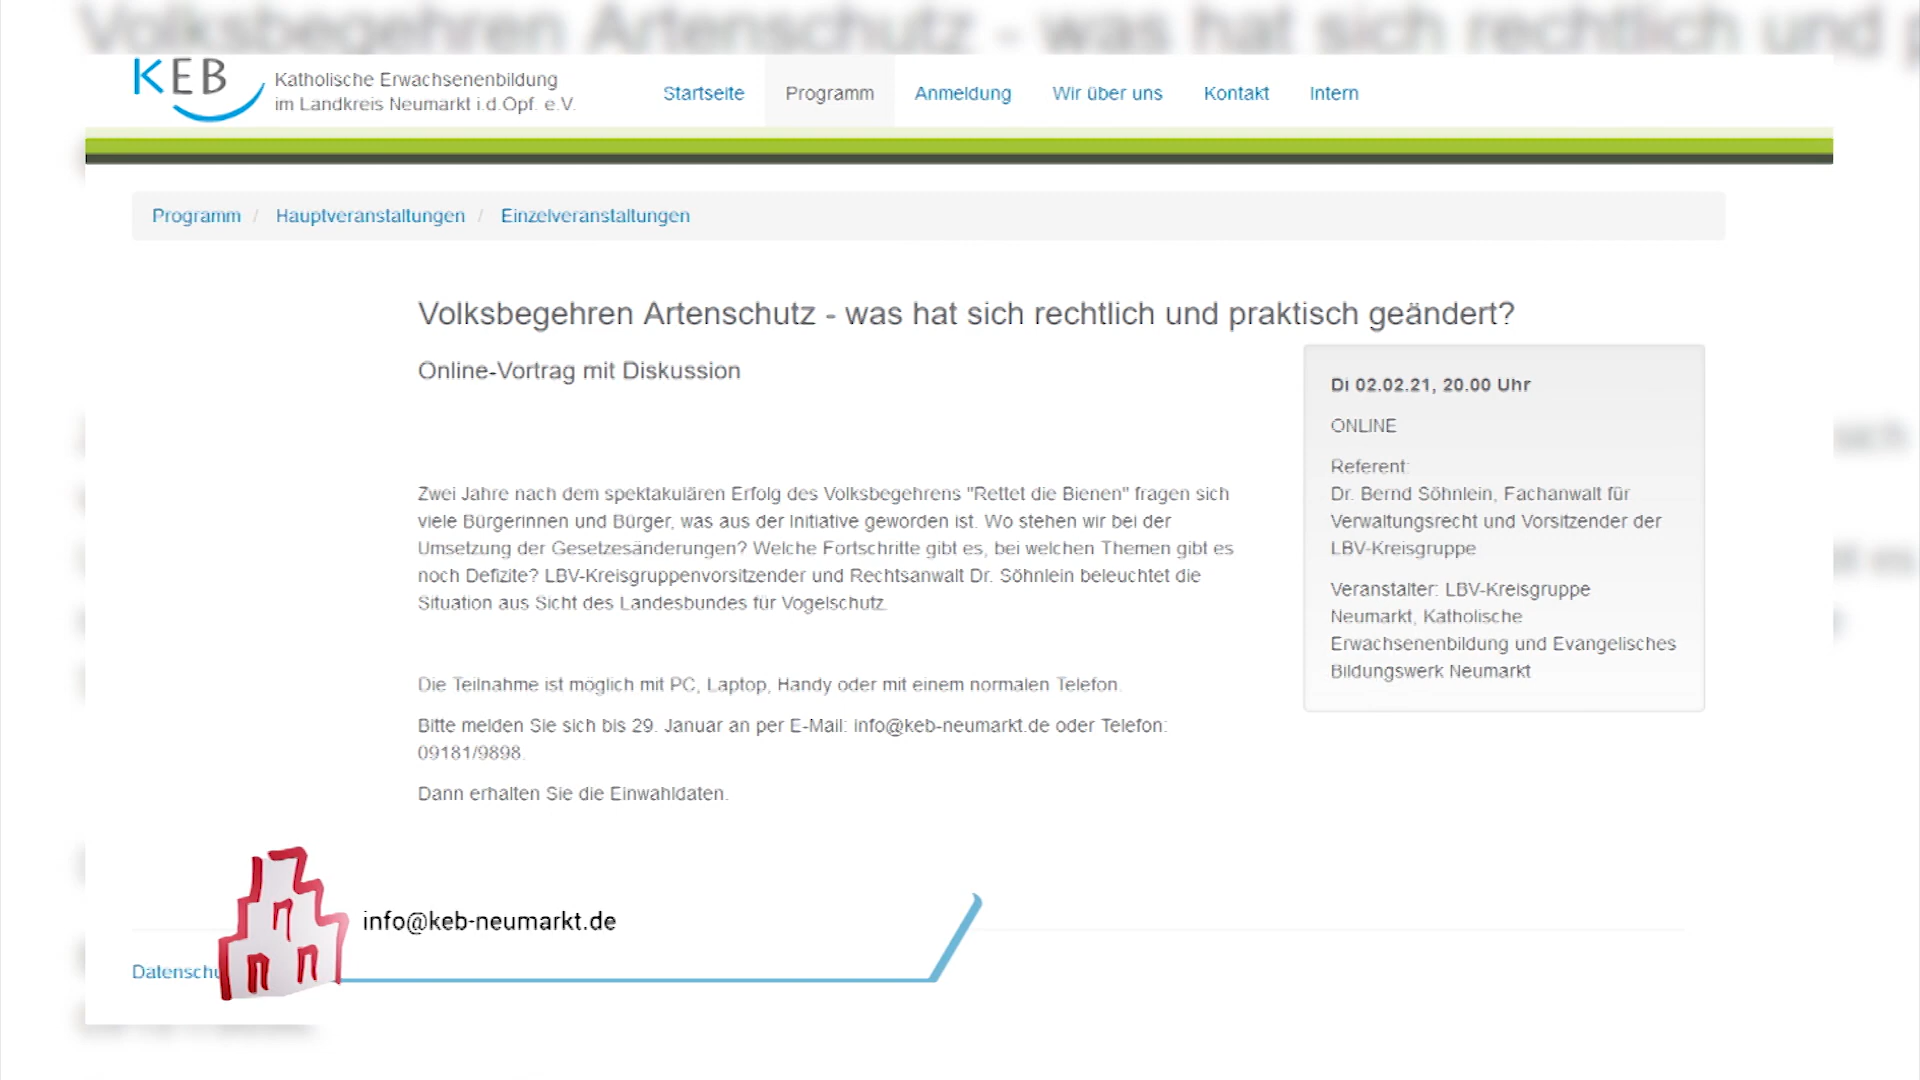 Volksbegehren Artenschutz - was hat sich rechtlich und p
KEB
Katholische Erwachsenenbildung
im Landkreis Neumarkt i.d.Opf. e.V.
Startseite Programm Anmeldung Wir über uns Kontakt Intern
Programm / Hauptveranstaltungen / Einzelveranstaltungen
Volksbegehren Artenschutz - was hat sich rechtlich und praktisch geändert?
Online-Vortrag mit Diskussion
Zwei Jahre nach dem spektakulären Erfolg des Volksbegehrens "Rettet die Bienen" fragen sich
viele Bürgerinnen und Bürger, was aus der Initiative geworden ist. Wo stehen wir bei der
Umsetzung der Gesetzesänderungen? Welche Fortschritte gibt es, bei welchen Themen gibt es
noch Defizite? LBV-Kreisgruppenvorsitzender und Rechtsanwalt Dr. Söhnlein beleuchtet die
Situation aus Sicht des Landesbundes für Vogelschutz.
Die Teilnahme ist möglich mit PC, Laptop, Handy oder mit einem normalen Telefon.
Bitte melden Sie sich bis 29. Januar an per E-Mail: info@keb-neumarkt.de oder Telefon:
09181/9898.
Dann erhalten Sie die Einwahldaten.
Di 02.02.21, 20.00 Uhr
ONLINE
Referent:
Dr. Bernd Söhnlein, Fachanwalt für
Verwaltungsrecht und Vorsitzender der
LBV-Kreisgruppe
Veranstalter: LBV-Kreisgruppe
Neumarkt, Katholische
Erwachsenenbildung und Evangelisches
Bildungswerk Neumarkt
info@keb-neumarkt.de
Datenschu